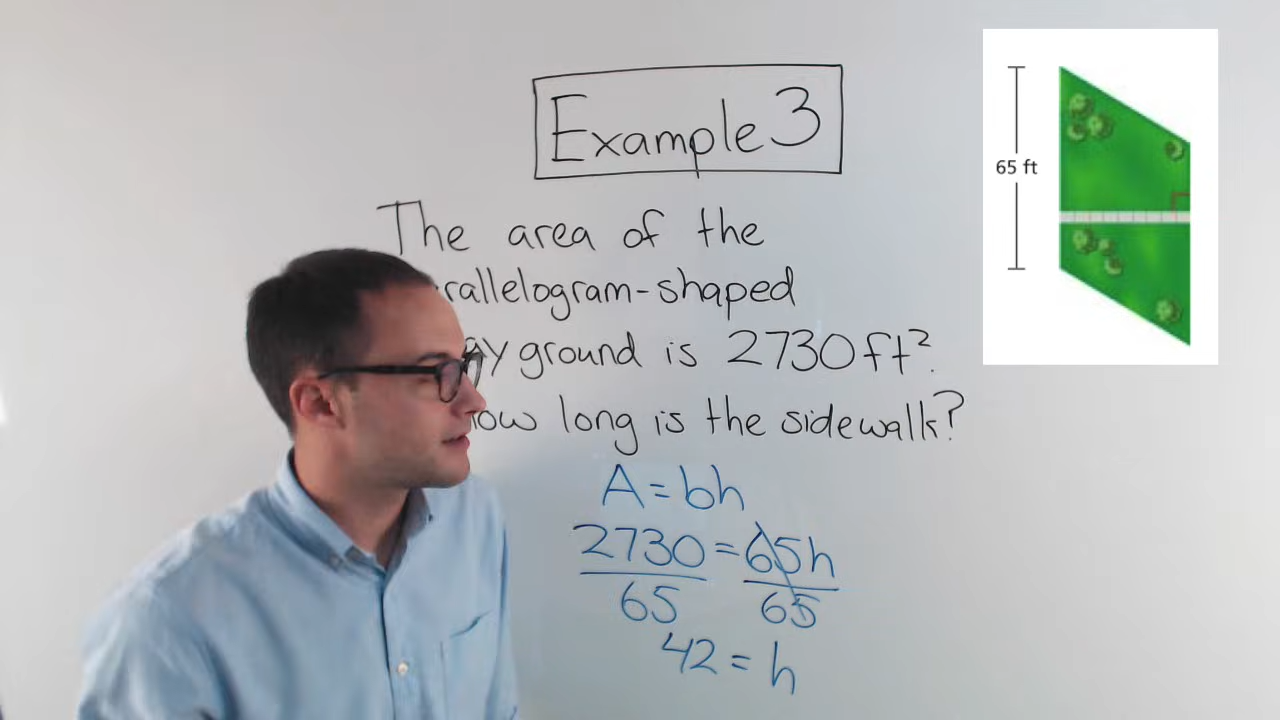 Example 3
The area of the
rallelogram-shaped
ay ground is 2730 ft².
ow long is the sidewalk?
A = bh
2730 = 65h
65 65
42 = h
65 ft